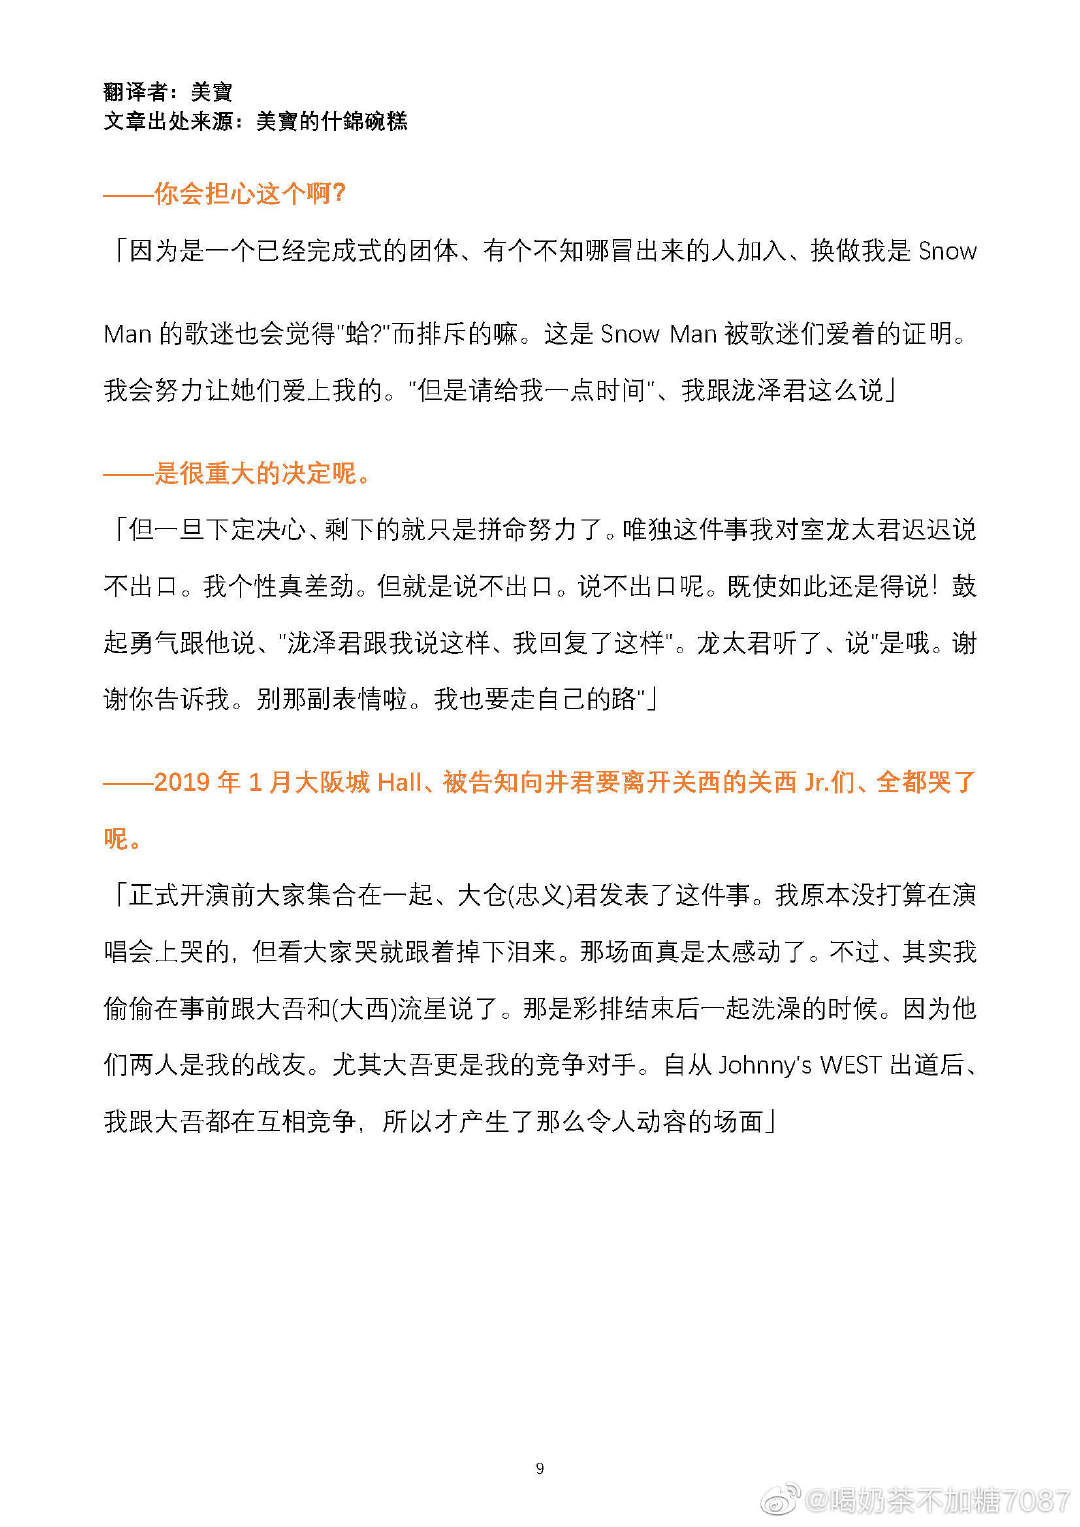 翻译者：美寶
文章出处来源：美寶的什錦碗糕
——你会担心这个啊?
「因为是一个已经完成式的团体、有个不知哪冒出来的人加入、换做我是 Snow
Man 的歌迷也会觉得"蛤?"而排斥的嘛。这是 Snow Man 被歌迷们爱着的证明。
我会努力让她们爱上我的。"但是请给我一点时间"、我跟泷泽君这么说」
——是很重大的决定呢。
「但一旦下定决心、剩下的就只是拼命努力了。唯独这件事我对室龙太君迟迟说
不出口。我个性真差劲。但就是说不出口。说不出口呢。既使如此还是得说！鼓
起勇气跟他说、"泷泽君跟我说这样、我回复了这样"。龙太君听了、说"是哦。谢
谢你告诉我。别那副表情啦。我也要走自己的路"」
——2019 年 1 月大阪城 Hall、被告知向井君要离开关西的关西 Jr.们、全都哭了
呢。
「正式开演前大家集合在一起、大仓(忠义)君发表了这件事。我原本没打算在演
唱会上哭的，但看大家哭就跟着掉下泪来。那场面真是太感动了。不过、其实我
偷偷在事前跟大吾和(大西)流星说了。那是彩排结束后一起洗澡的时候。因为他
们两人是我的战友。尤其大吾更是我的竞争对手。自从 Johnny's WEST 出道后、
我跟大吾都在互相竞争，所以才产生了那么令人动容的场面」
9
@喝奶茶不加糖7087